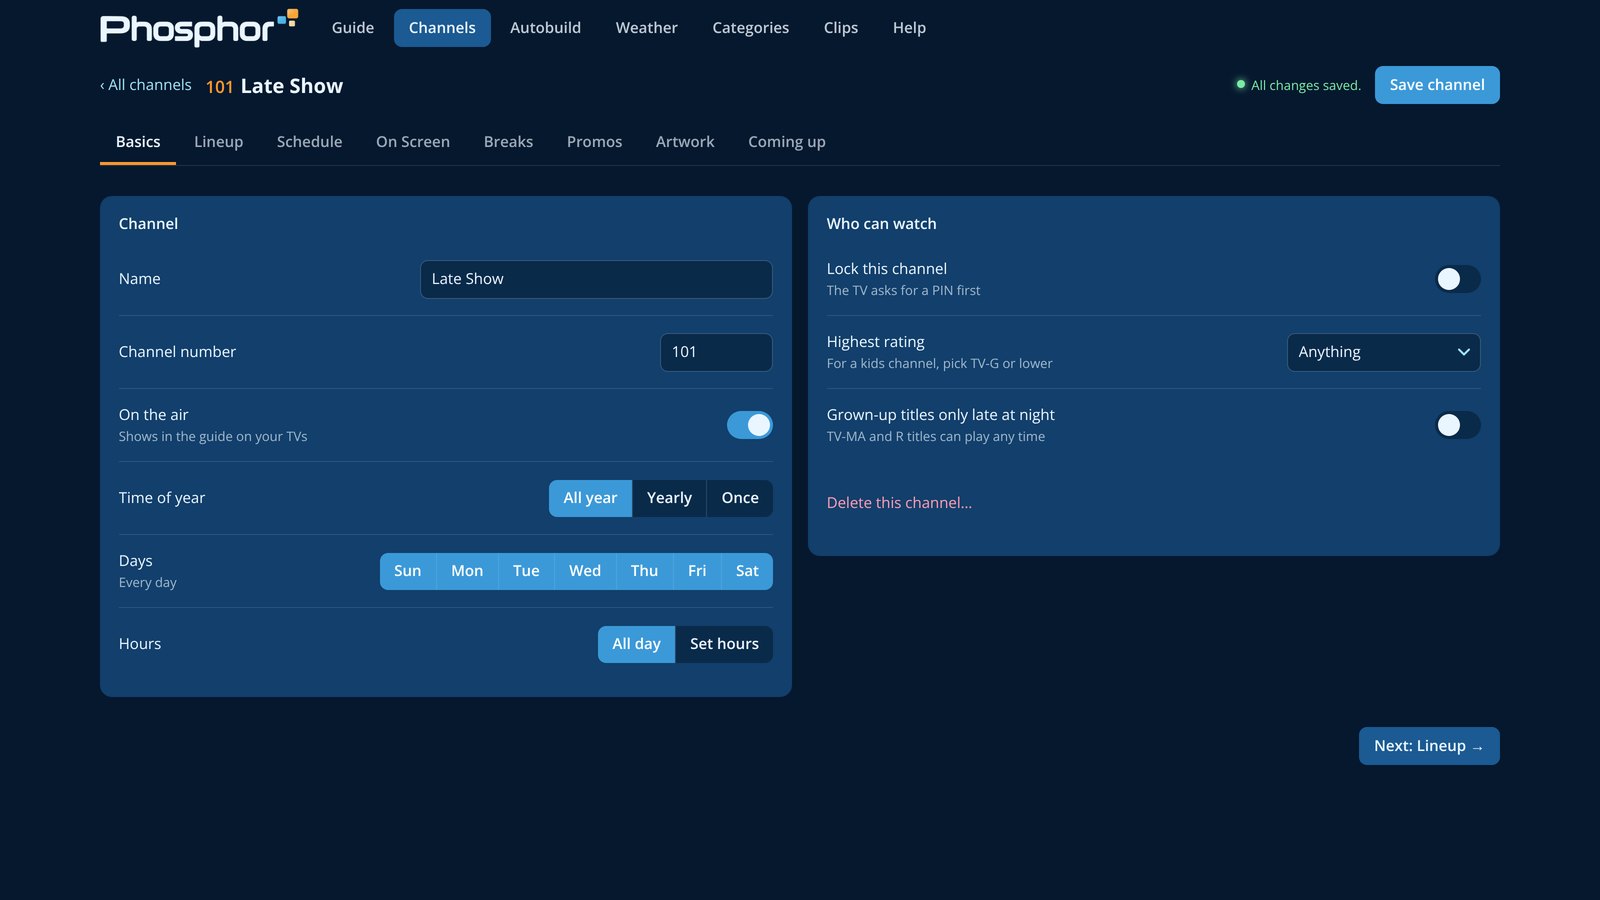 Phosphor
Guide Channels Autobuild Weather Categories Clips Help
‹ All channels 101 Late Show
All changes saved. Save channel
Basics Lineup Schedule On Screen Breaks Promos Artwork Coming up
Channel
Name Late Show
Channel number 101
On the air
Shows in the guide on your TVs
Time of year All year Yearly Once
Days
Every day
Sun Mon Tue Wed Thu Fri Sat
Hours All day Set hours
Who can watch
Lock this channel
The TV asks for a PIN first
Highest rating
For a kids channel, pick TV-G or lower
Anything
Grown-up titles only late at night
TV-MA and R titles can play any time
Delete this channel...
Next: Lineup →